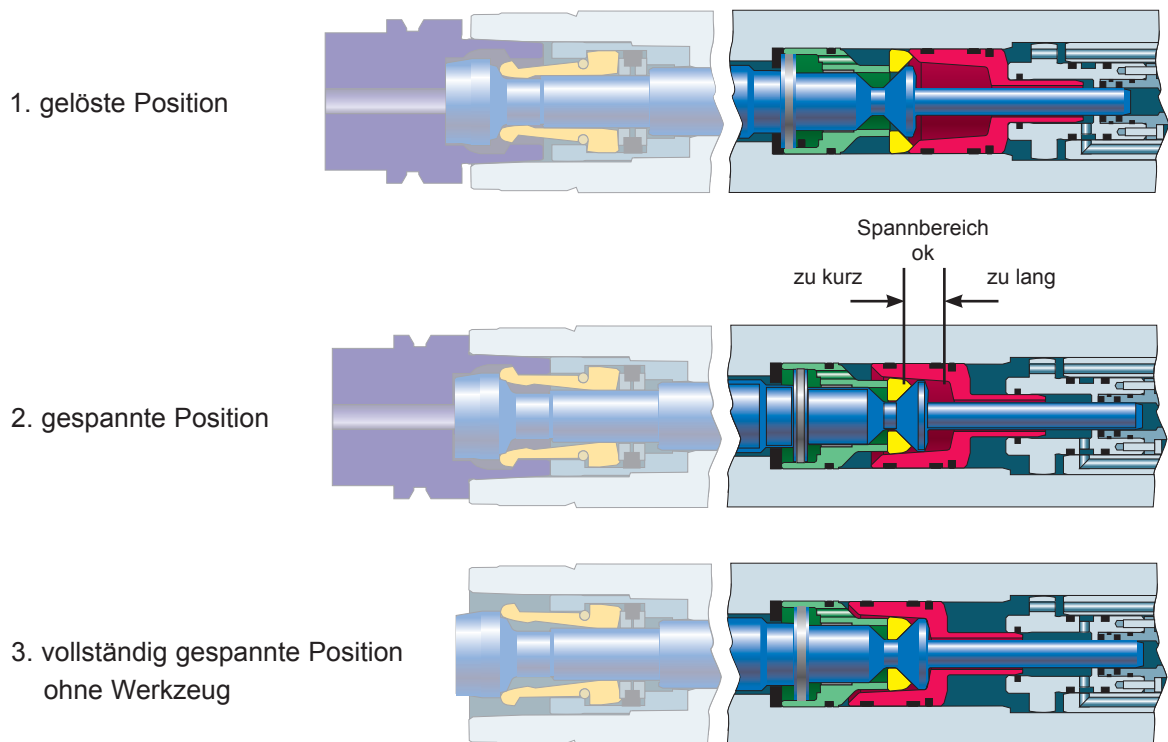 1. gelöste Position
Spannbereich
ok
zu kurz
zu lang
2. gespannte Position
3. vollständig gespannte Position
ohne Werkzeug